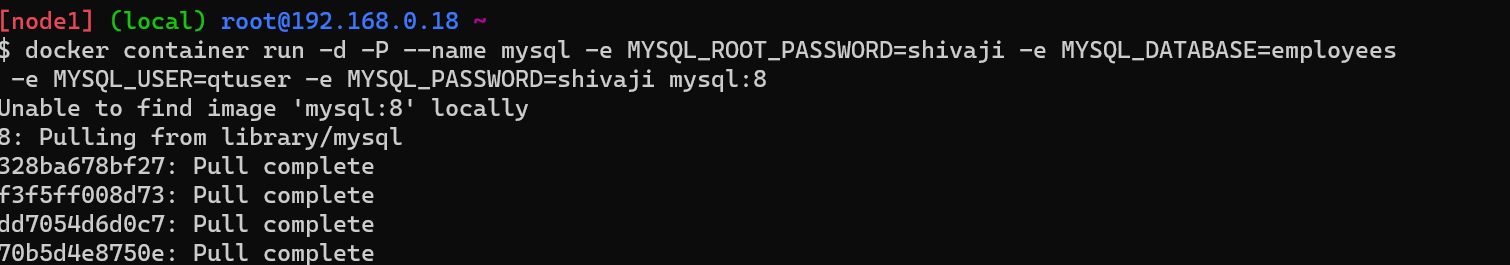 [node1] (local) root@192.168.0.18 ~
$ docker container run -d -P --name mysql -e MYSQL_ROOT_PASSWORD=shivaji -e MYSQL_DATABASE=employees
-e MYSQL_USER=qtuser -e MYSQL_PASSWORD=shivaji mysql:8
Unable to find image 'mysql:8' locally
8: Pulling from library/mysql
328ba678bf27: Pull complete
f3f5ff008d73: Pull complete
dd7054d6d0c7: Pull complete
70b5d4e8750e: Pull complete